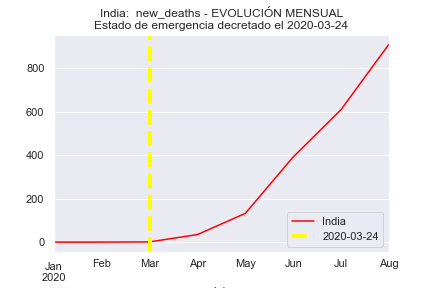 India:  new_deaths - EVOLUCIÓN MENSUAL
Estado de emergencia decretado el 2020-03-24
800
600
400
200
0
Jan Feb Mar Apr May Jun Jul Aug
2020
India
2020-03-24